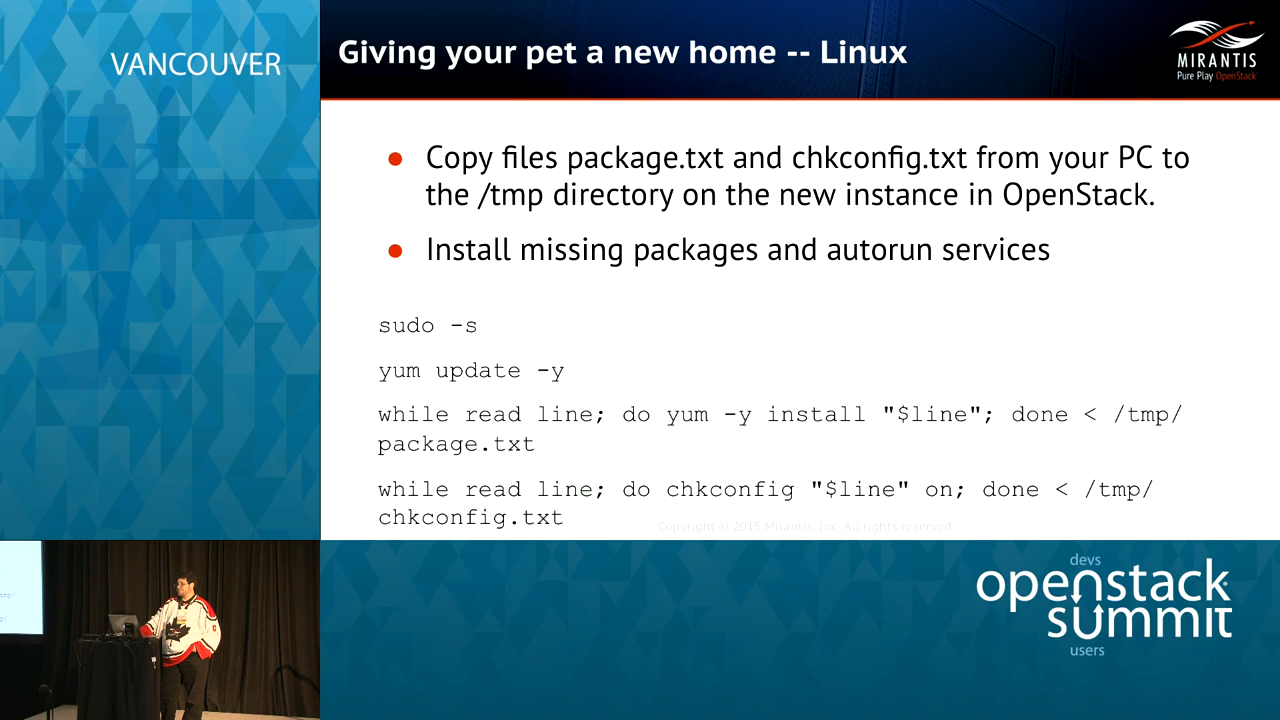 VANCOUVER
Giving your pet a new home -- Linux
MIRANTIS
Pure Play OpenStack
● Copy files package.txt and chkconfig.txt from your PC to
the /tmp directory on the new instance in OpenStack.
● Install missing packages and autorun services
sudo -s
yum update -y
while read line; do yum -y install "$line"; done < /tmp/
package.txt
while read line; do chkconfig "$line" on; done < /tmp/
chkconfig.txt
Copyright © 2015 Mirantis, Inc. All rights reserved
devs
openstack
summit
users